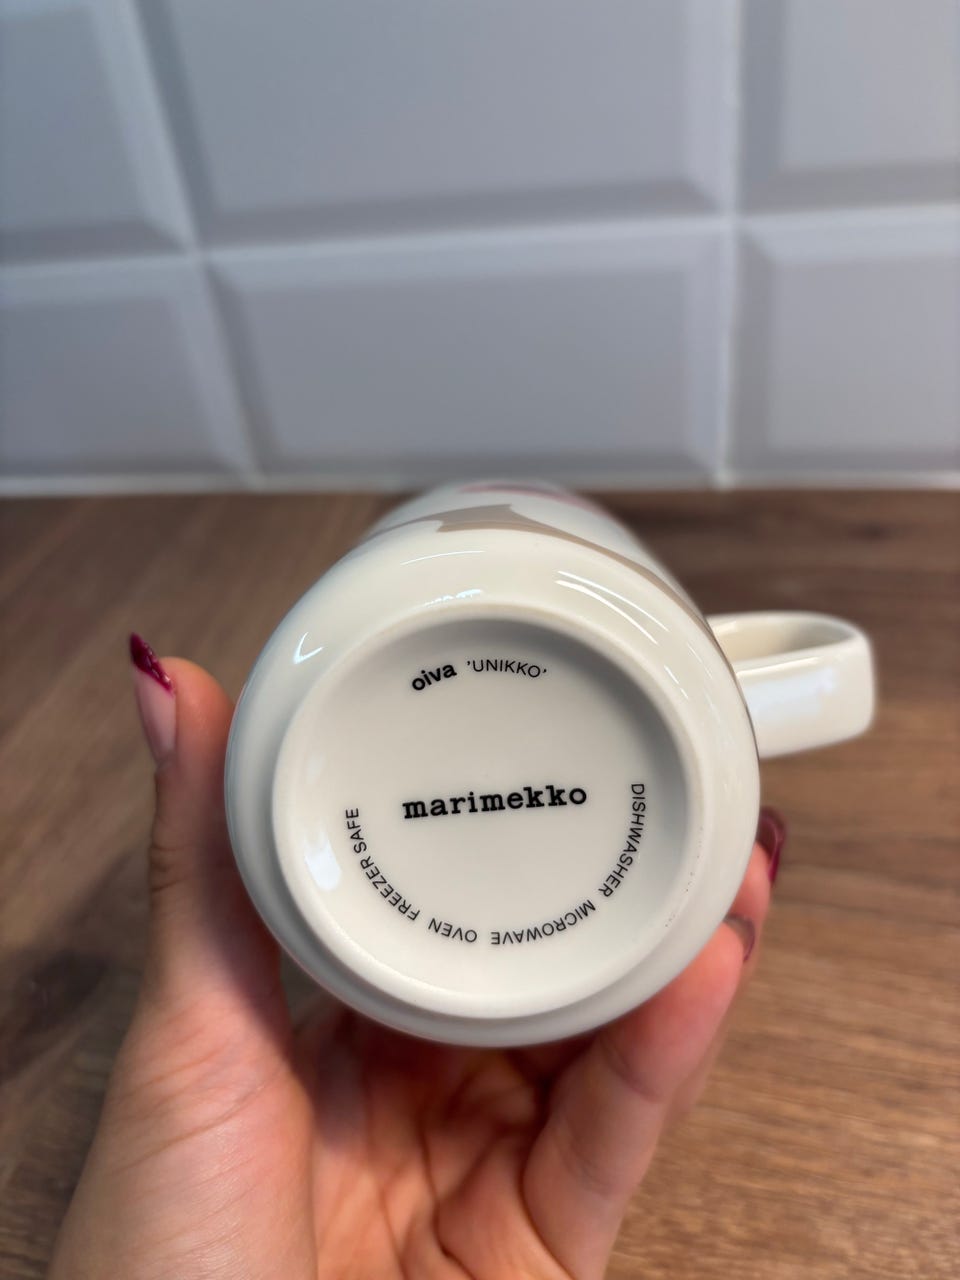 oiva 'UNIKKO'
marimekko
DISHWASHER MICROWAVE OVEN FREEZER SAFE